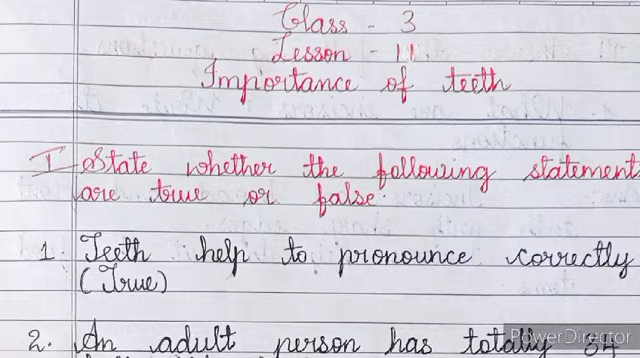 Class - 3
Lesson - 11
Importance of teeth
I State whether the following statements
are true or false.
1. Teeth help to pronounce correctly
(True)
2. An adult person has totally 34
PowerDirector